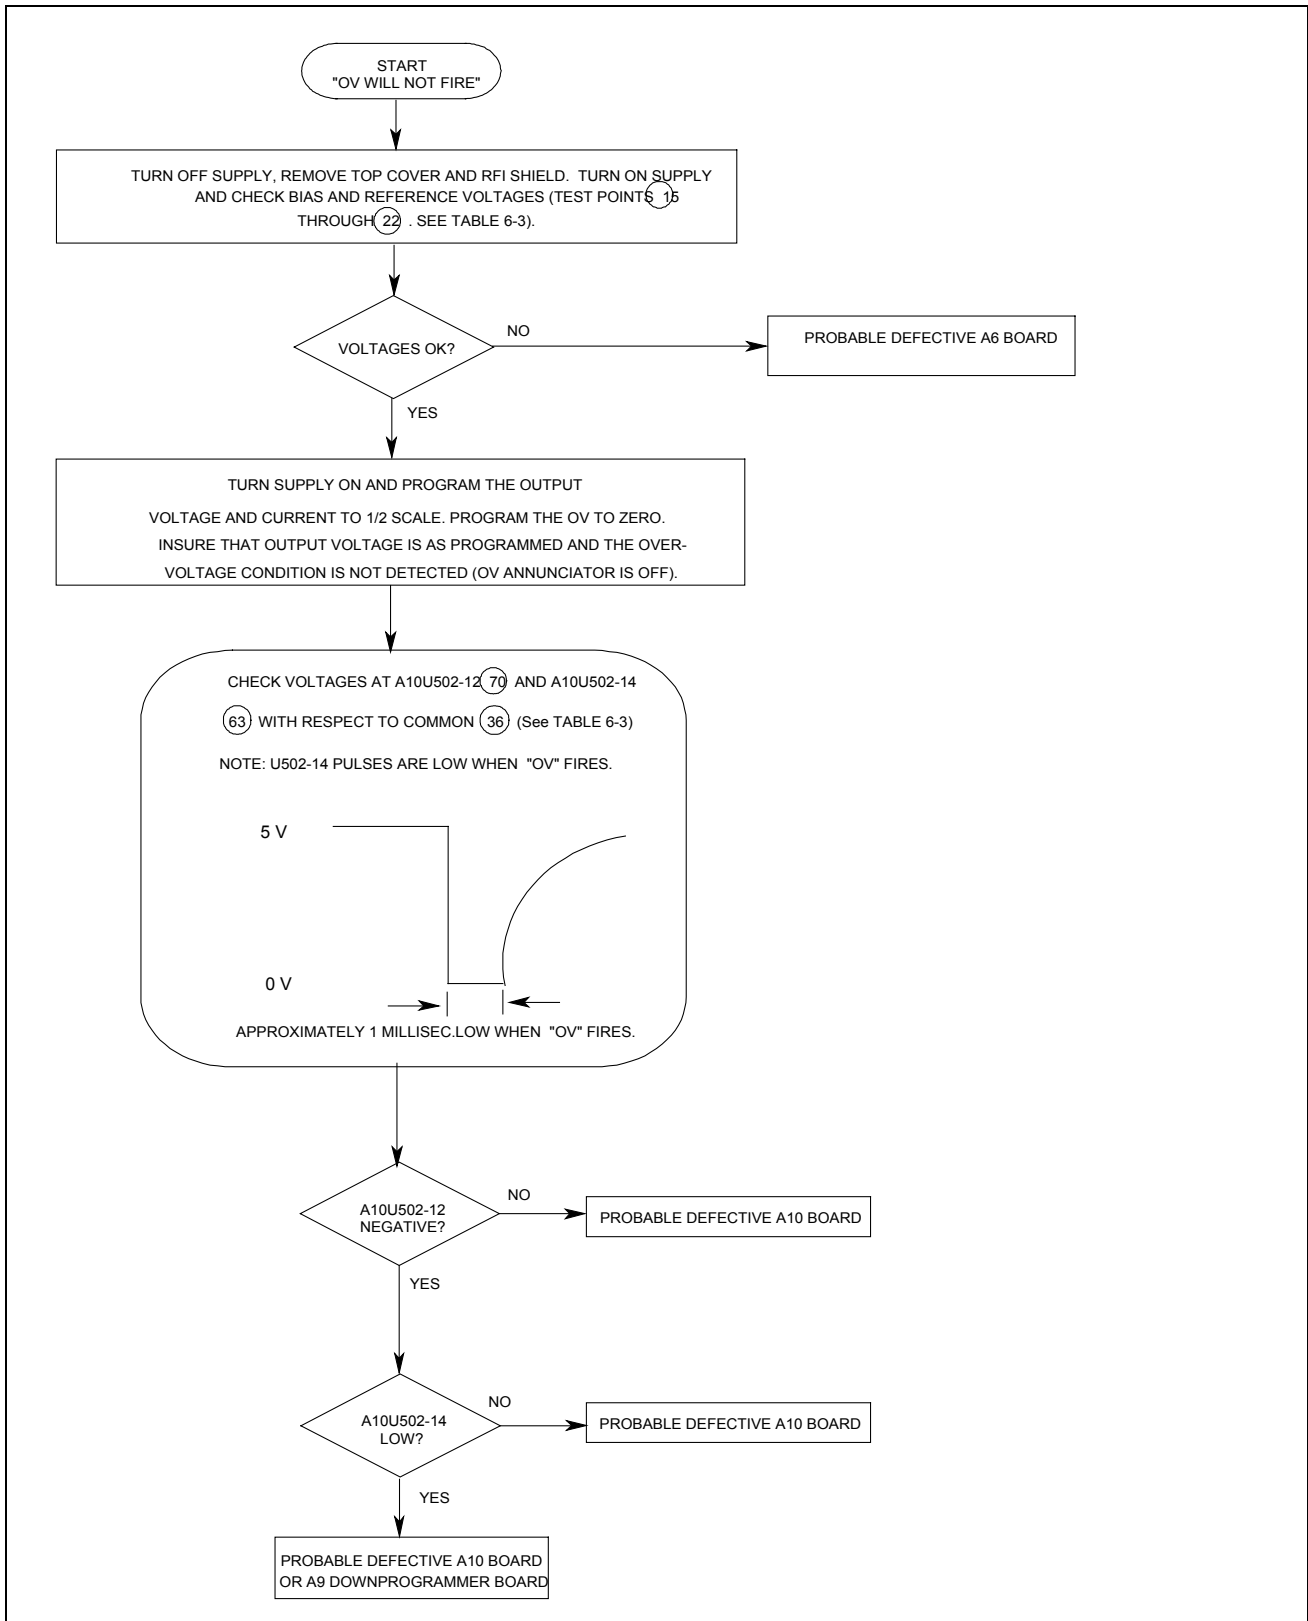 START
"OV WILL NOT FIRE"
TURN OFF SUPPLY, REMOVE TOP COVER AND RFI SHIELD. TURN ON SUPPLY
AND CHECK BIAS AND REFERENCE VOLTAGES (TEST POINTS 15
THROUGH 22 . SEE TABLE 6-3).
VOLTAGES OK?
NO
PROBABLE DEFECTIVE A6 BOARD
YES
TURN SUPPLY ON AND PROGRAM THE OUTPUT
VOLTAGE AND CURRENT TO 1/2 SCALE. PROGRAM THE OV TO ZERO.
INSURE THAT OUTPUT VOLTAGE IS AS PROGRAMMED AND THE OVER-
VOLTAGE CONDITION IS NOT DETECTED (OV ANNUNCIATOR IS OFF).
CHECK VOLTAGES AT A10U502-12 70 AND A10U502-14
63 WITH RESPECT TO COMMON 36 (See TABLE 6-3)
NOTE: U502-14 PULSES ARE LOW WHEN "OV" FIRES.
5 V
0 V
APPROXIMATELY 1 MILLISEC.LOW WHEN "OV" FIRES.
A10U502-12
NEGATIVE?
NO
PROBABLE DEFECTIVE A10 BOARD
YES
A10U502-14
LOW?
NO
PROBABLE DEFECTIVE A10 BOARD
YES
PROBABLE DEFECTIVE A10 BOARD
OR A9 DOWNPROGRAMMER BOARD